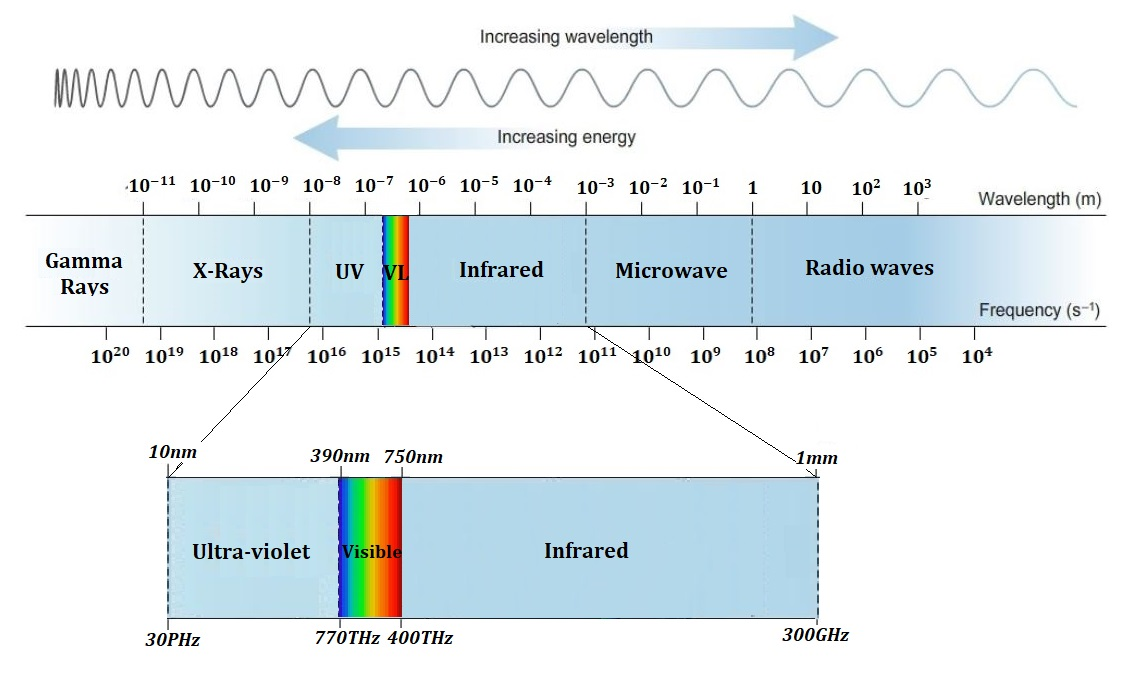 Increasing wavelength
Increasing energy
10⁻¹¹ 10⁻¹⁰ 10⁻⁹ 10⁻⁸ 10⁻⁷ 10⁻⁶ 10⁻⁵ 10⁻⁴ 10⁻³ 10⁻² 10⁻¹ 1 10 10² 10³ Wavelength (m)
Gamma
Rays
X-Rays
UV
VL
Infrared
Microwave
Radio waves
Frequency (s⁻¹)
10²⁰ 10¹⁹ 10¹⁸ 10¹⁷ 10¹⁶ 10¹⁵ 10¹⁴ 10¹³ 10¹² 10¹¹ 10¹⁰ 10⁹ 10⁸ 10⁷ 10⁶ 10⁵ 10⁴
10nm 390nm 750nm 1mm
Ultra-violet Visible Infrared
30PHz 770THz 400THz 300GHz